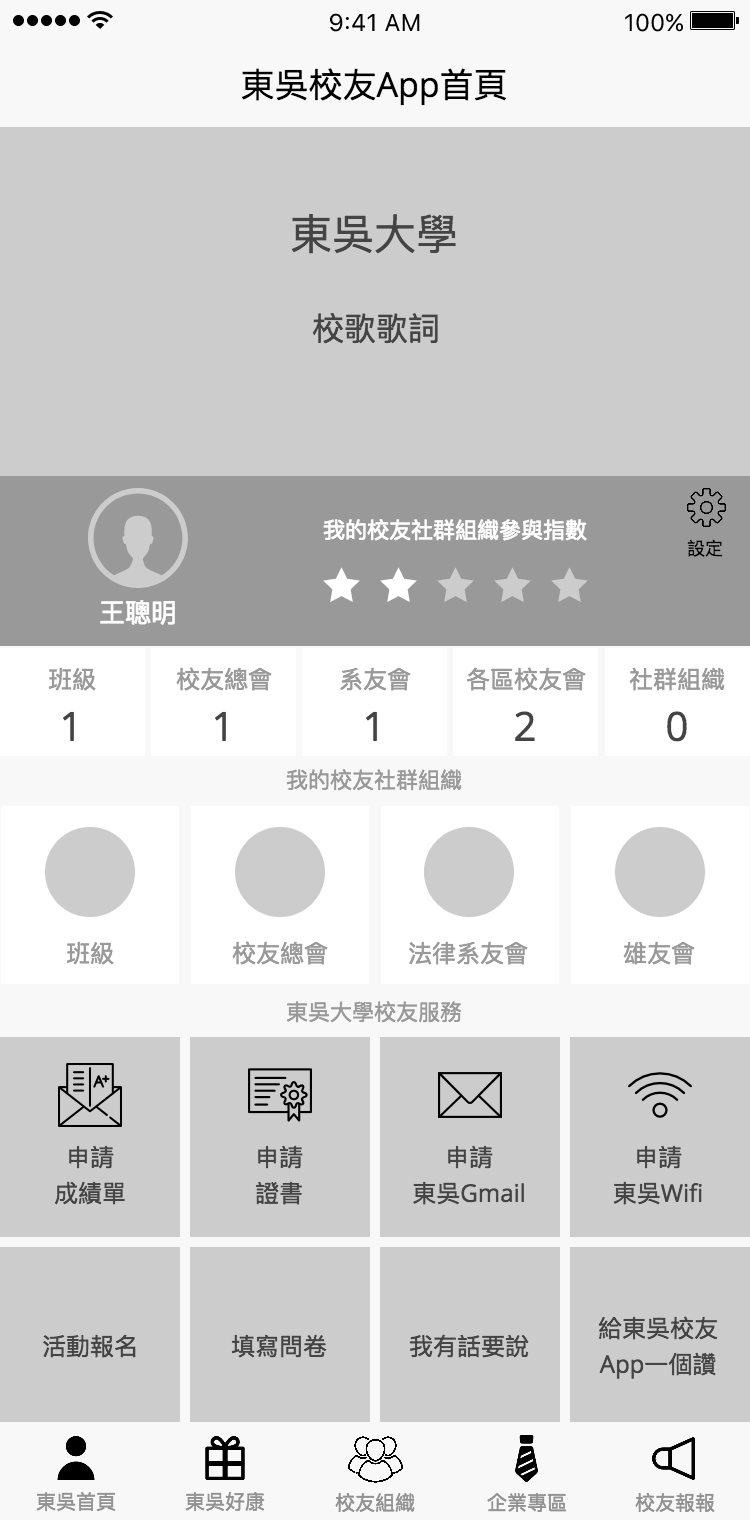 9:41 AM
100%
東吳校友App首頁
東吳大學
校歌歌詞
我的校友社群組織參與指數
設定
王聰明
班級
校友總會
系友會
各區校友會
社群組織
1
1
1
2
0
我的校友社群組織
班級
校友總會
法律系友會
雄友會
東吳大學校友服務
A+
申請
成績單
申請
證書
申請
東吳Gmail
申請
東吳Wifi
活動報名
填寫問卷
我有話要說
給東吳校友
App一個讚
東吳首頁
東吳好康
校友組織
企業專區
校友報報